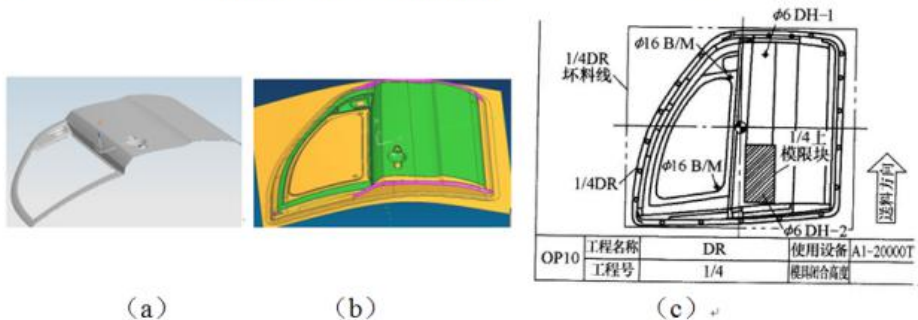 φ6 DH-1
φ16 B/M
1/4DR
坯料线
1/4上
模限块
φ16 B/M
1/4DR
送料方向
φ6 DH-2
OP10 工程名称 DR 使用设备 A1-20000T
工程号 1/4 模具闭合高度
(a) (b) (c)